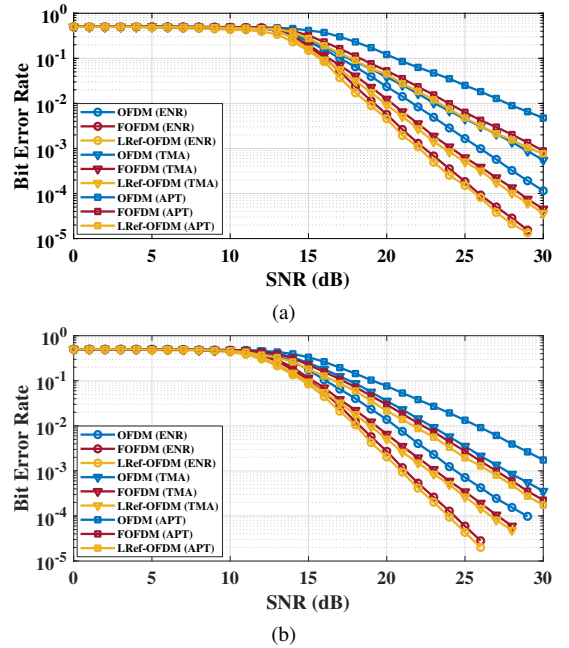 10^0
10^-1
10^-2
10^-3
10^-4
10^-5
Bit Error Rate
OFDM (ENR)
FOFDM (ENR)
LRef-OFDM (ENR)
OFDM (TMA)
FOFDM (TMA)
LRef-OFDM (TMA)
OFDM (APT)
FOFDM (APT)
LRef-OFDM (APT)
0 5 10 15 20 25 30
SNR (dB)
(a)
10^0
10^-1
10^-2
10^-3
10^-4
10^-5
Bit Error Rate
OFDM (ENR)
FOFDM (ENR)
LRef-OFDM (ENR)
OFDM (TMA)
FOFDM (TMA)
LRef-OFDM (TMA)
OFDM (APT)
FOFDM (APT)
LRef-OFDM (APT)
0 5 10 15 20 25 30
SNR (dB)
(b)